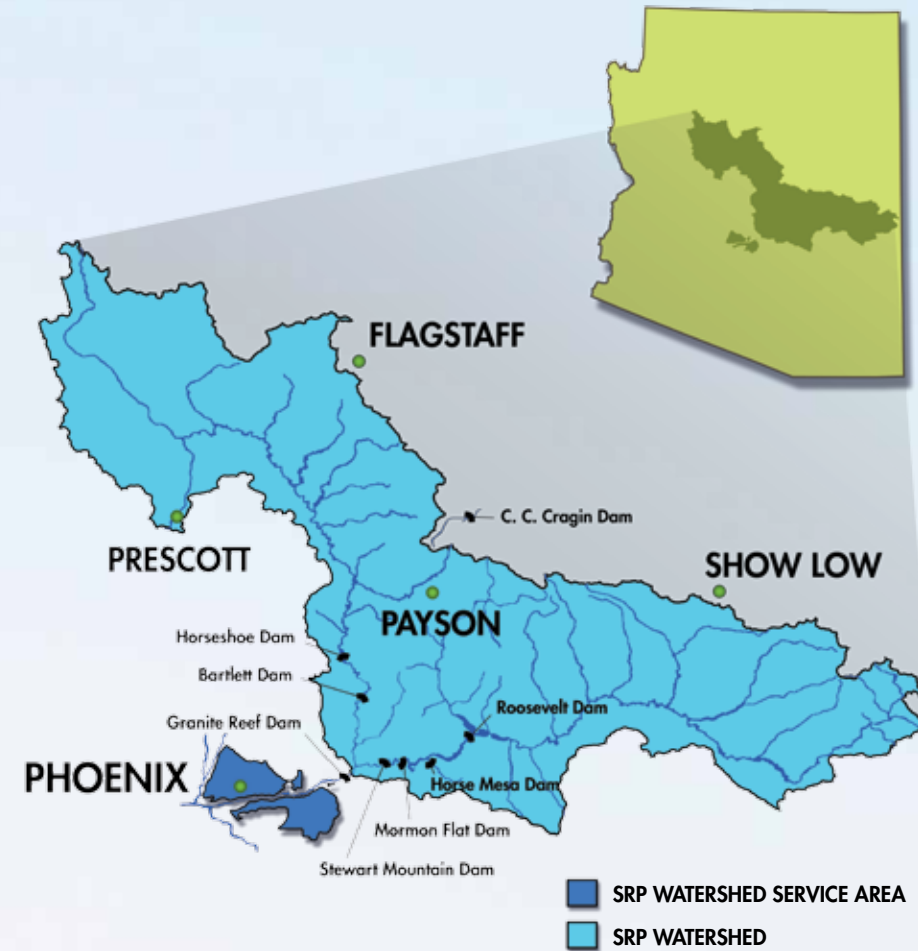 FLAGSTAFF
C. C. Cragin Dam
PRESCOTT
SHOW LOW
PAYSON
Horseshoe Dam
Bartlett Dam
Roosevelt Dam
Granite Reef Dam
PHOENIX
Horse Mesa Dam
Mormon Flat Dam
Stewart Mountain Dam
SRP WATERSHED SERVICE AREA
SRP WATERSHED